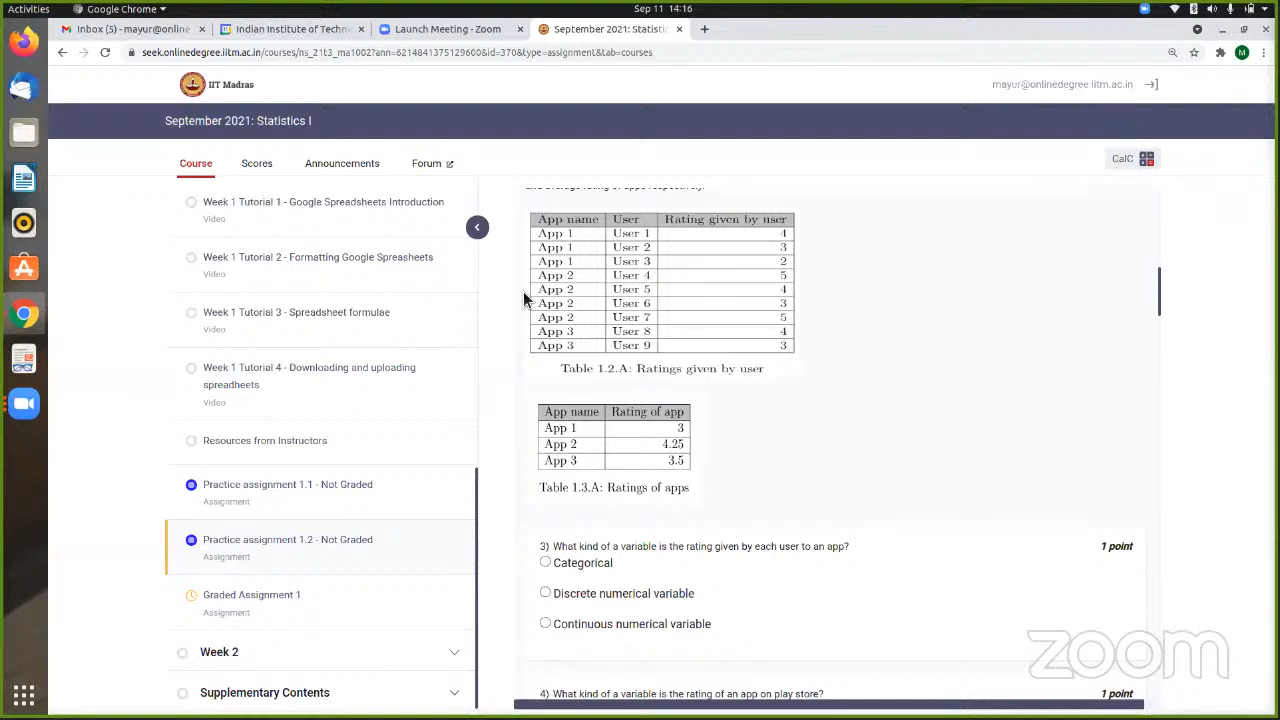 Activities
Google Chrome
Sep 11 14:16
Inbox (5) - mayur@online
Indian Institute of Techn
Launch Meeting - Zoom
September 2021: Statistic
seek.onlinedegree.iitm.ac.in/courses/ns_21t3_ma1002?ann=6214841375129600&id=370&type=assignment&tab=courses
M
IIT Madras
mayur@onlinedegree.iitm.ac.in
September 2021: Statistics I
Course
Scores
Announcements
Forum
CalC
Week 1 Tutorial 1 - Google Spreadsheets Introduction
Video
Week 1 Tutorial 2 - Formatting Google Spreasheets
Video
Week 1 Tutorial 3 - Spreadsheet formulae
Video
Week 1 Tutorial 4 - Downloading and uploading
spreadheets
Video
Resources from Instructors
Practice assignment 1.1 - Not Graded
Assignment
Practice assignment 1.2 - Not Graded
Assignment
Graded Assignment 1
Assignment
Week 2
Supplementary Contents
and average rating of apps respectively.
App name User Rating given by user
App 1 User 1 4
App 1 User 2 3
App 1 User 3 2
App 2 User 4 5
App 2 User 5 4
App 2 User 6 3
App 2 User 7 5
App 3 User 8 4
App 3 User 9 3
Table 1.2.A: Ratings given by user
App name Rating of app
App 1 3
App 2 4.25
App 3 3.5
Table 1.3.A: Ratings of apps
3) What kind of a variable is the rating given by each user to an app? 1 point
Categorical
Discrete numerical variable
Continuous numerical variable
4) What kind of a variable is the rating of an app on play store? 1 point
zoom